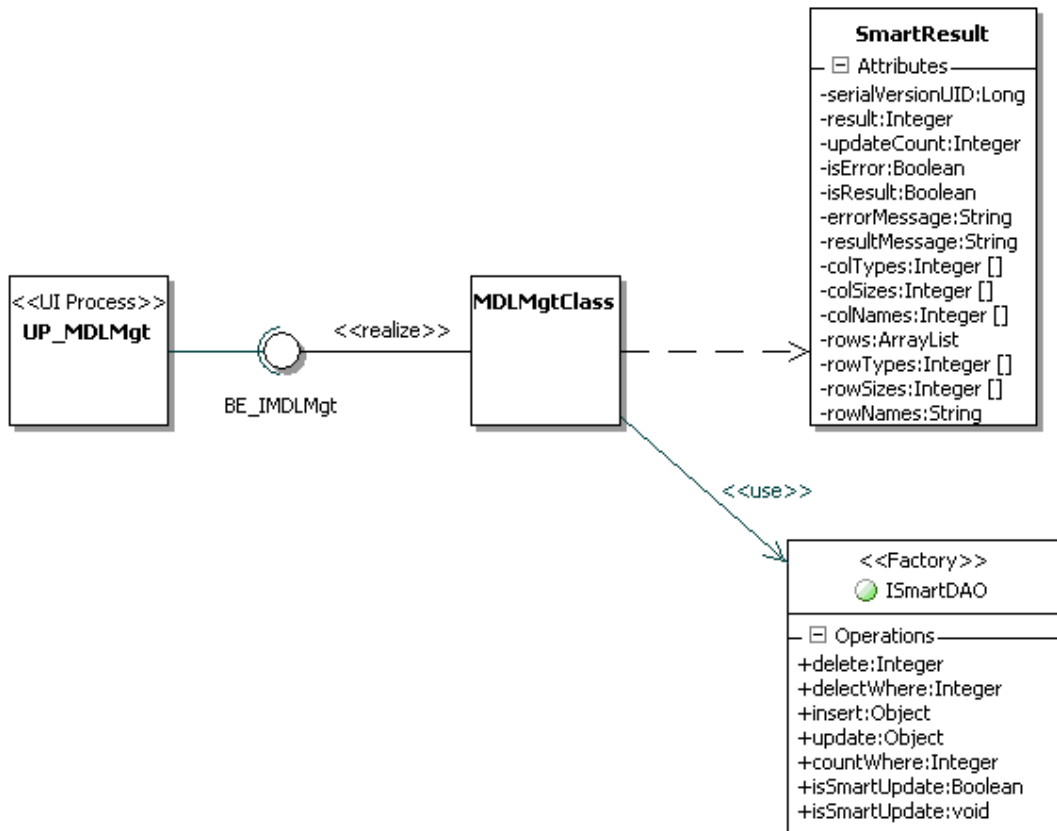 SmartResult
Attributes
-serialVersionUID:Long
-result:Integer
-updateCount:Integer
-isError:Boolean
-isResult:Boolean
-errorMessage:String
-resultMessage:String
-colTypes:Integer []
-colSizes:Integer []
-colNames:Integer []
-rows:ArrayList
-rowTypes:Integer []
-rowSizes:Integer []
-rowNames:String
<<UI Process>>
UP_MDLMgt
BE_IMDLMgt
<<realize>>
MDLMgtClass
<<use>>
<<Factory>>
ISmartDAO
Operations
+delete:Integer
+delectWhere:Integer
+insert:Object
+update:Object
+countWhere:Integer
+isSmartUpdate:Boolean
+isSmartUpdate:void